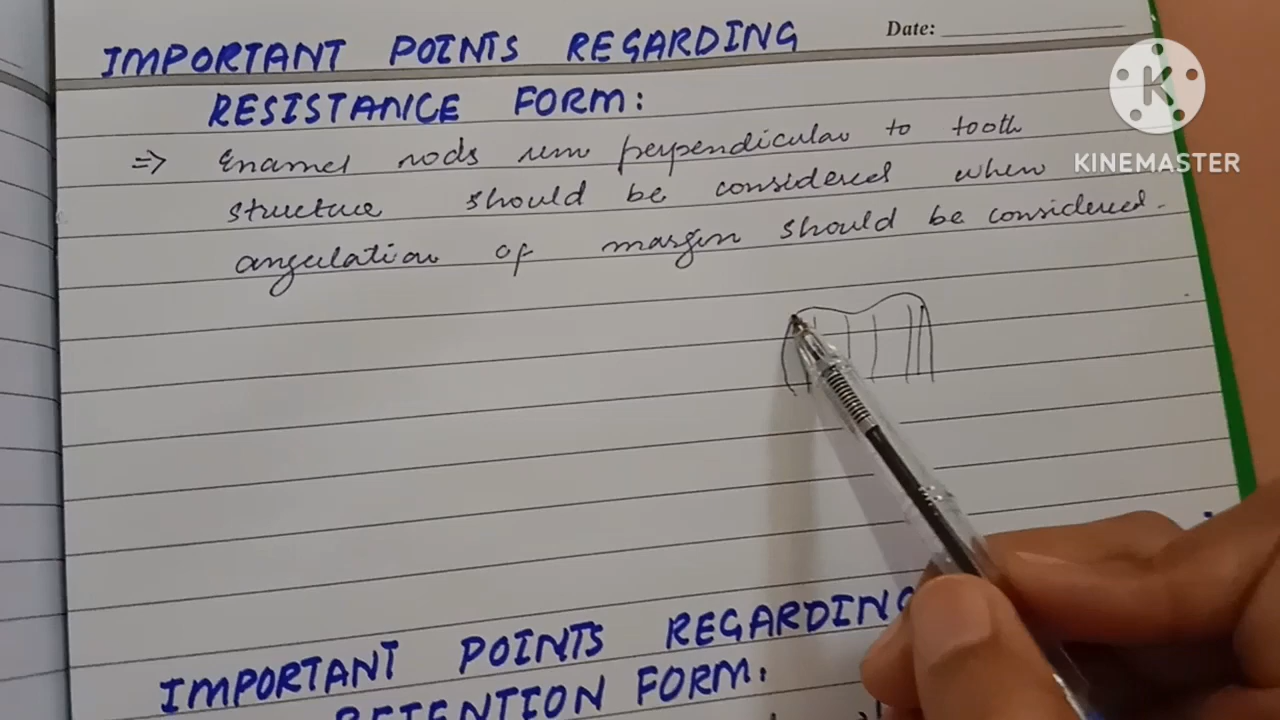 Date:
IMPORTANT POINTS REGARDING
RESISTANCE FORM:
⇒ Enamel rods run perpendicular to tooth
structure should be considered when
angulation of margin should be considered.
KINEMASTER
IMPORTANT POINTS REGARDING
RETENTION FORM: